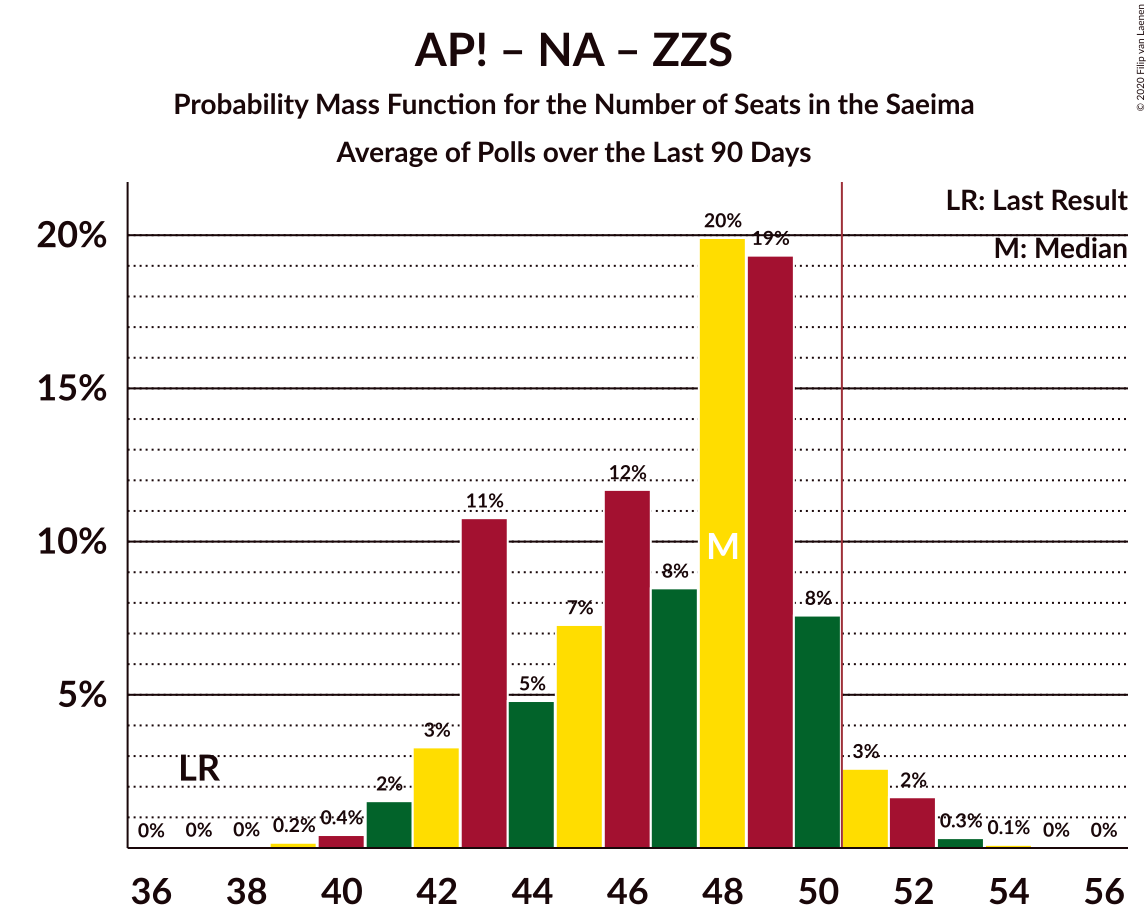 AP! – NA – ZZS
Probability Mass Function for the Number of Seats in the Saeima
Average of Polls over the Last 90 Days
© 2020 Filip van Laenen
LR: Last Result
M: Median
20%
15%
10%
5%
0%
0%
0%
0.2%
0.4%
2%
3%
11%
5%
7%
12%
8%
20%
19%
8%
3%
2%
0.3%
0.1%
0%
0%
LR
M
36 38 40 42 44 46 48 50 52 54 56